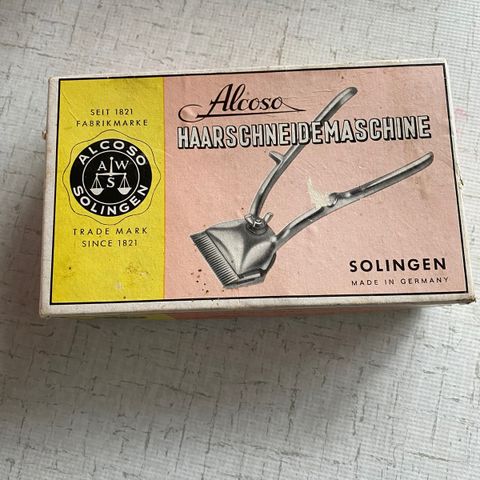 SEIT 1821
FABRIKMARKE
ALCOSO
A W
S
SOLINGEN
TRADE MARK
SINCE 1821
Alcoso
HAARSCHNEIDEMASCHINE
SOLINGEN
MADE IN GERMANY